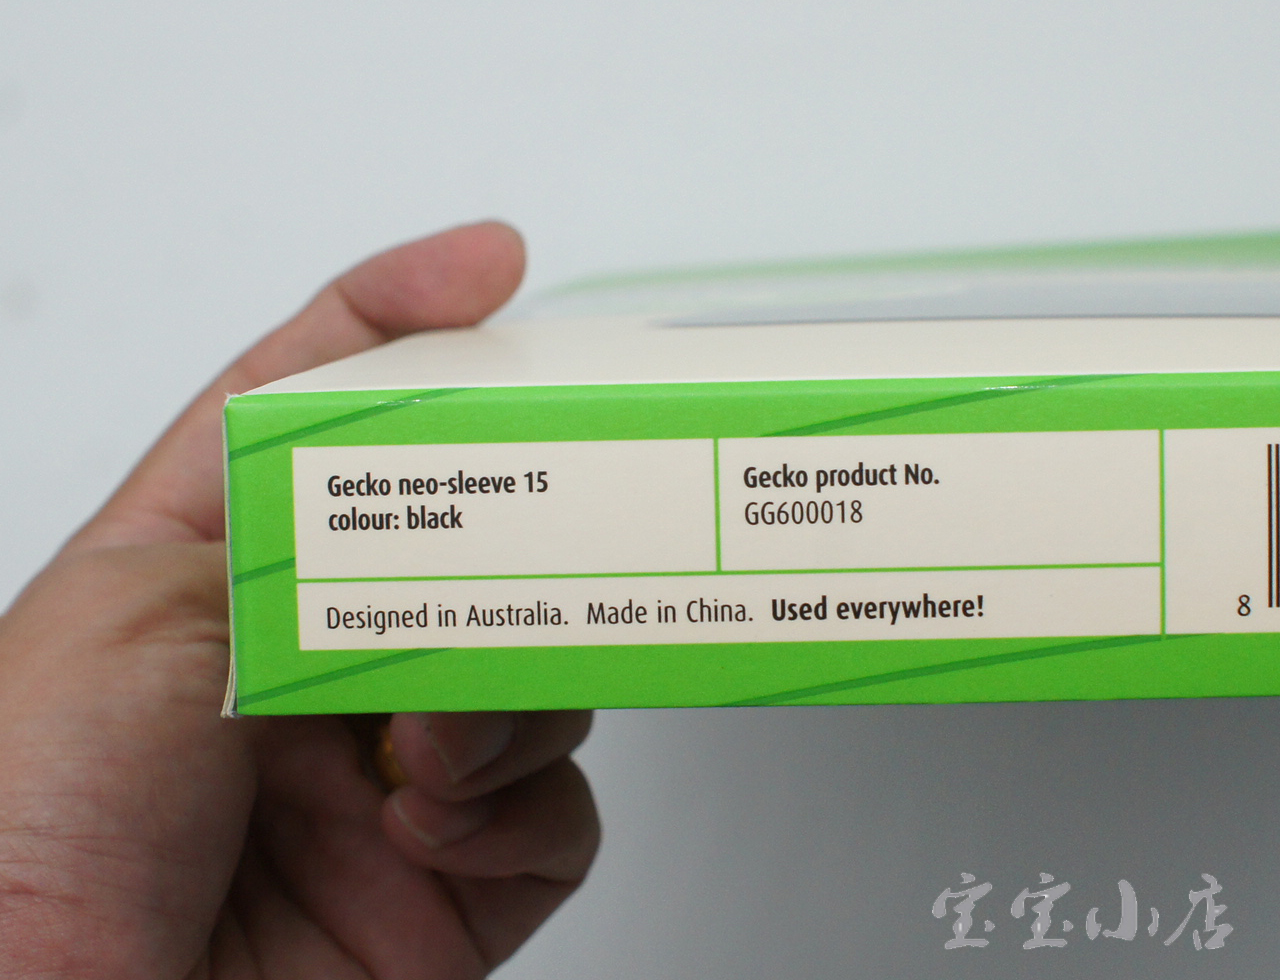 Gecko neo-sleeve 15
colour: black
Gecko product No.
GG600018
Designed in Australia.  Made in China.  Used everywhere!
8
宝宝小店